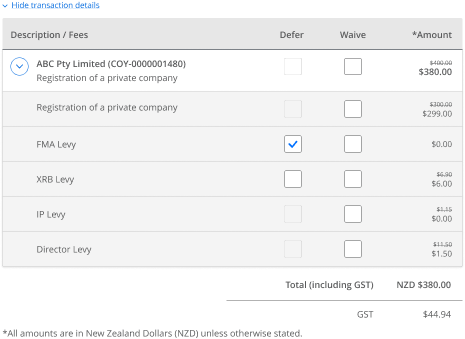 Hide transaction details
Description / Fees Defer Waive *Amount
ABC Pty Limited (COY-0000001480) $400.00
Registration of a private company $380.00
Registration of a private company $300.00
$299.00
FMA Levy $0.00
XRB Levy $6.90
$6.00
IP Levy $1.15
$0.00
Director Levy $11.50
$1.50
Total (including GST) NZD $380.00
GST $44.94
*All amounts are in New Zealand Dollars (NZD) unless otherwise stated.